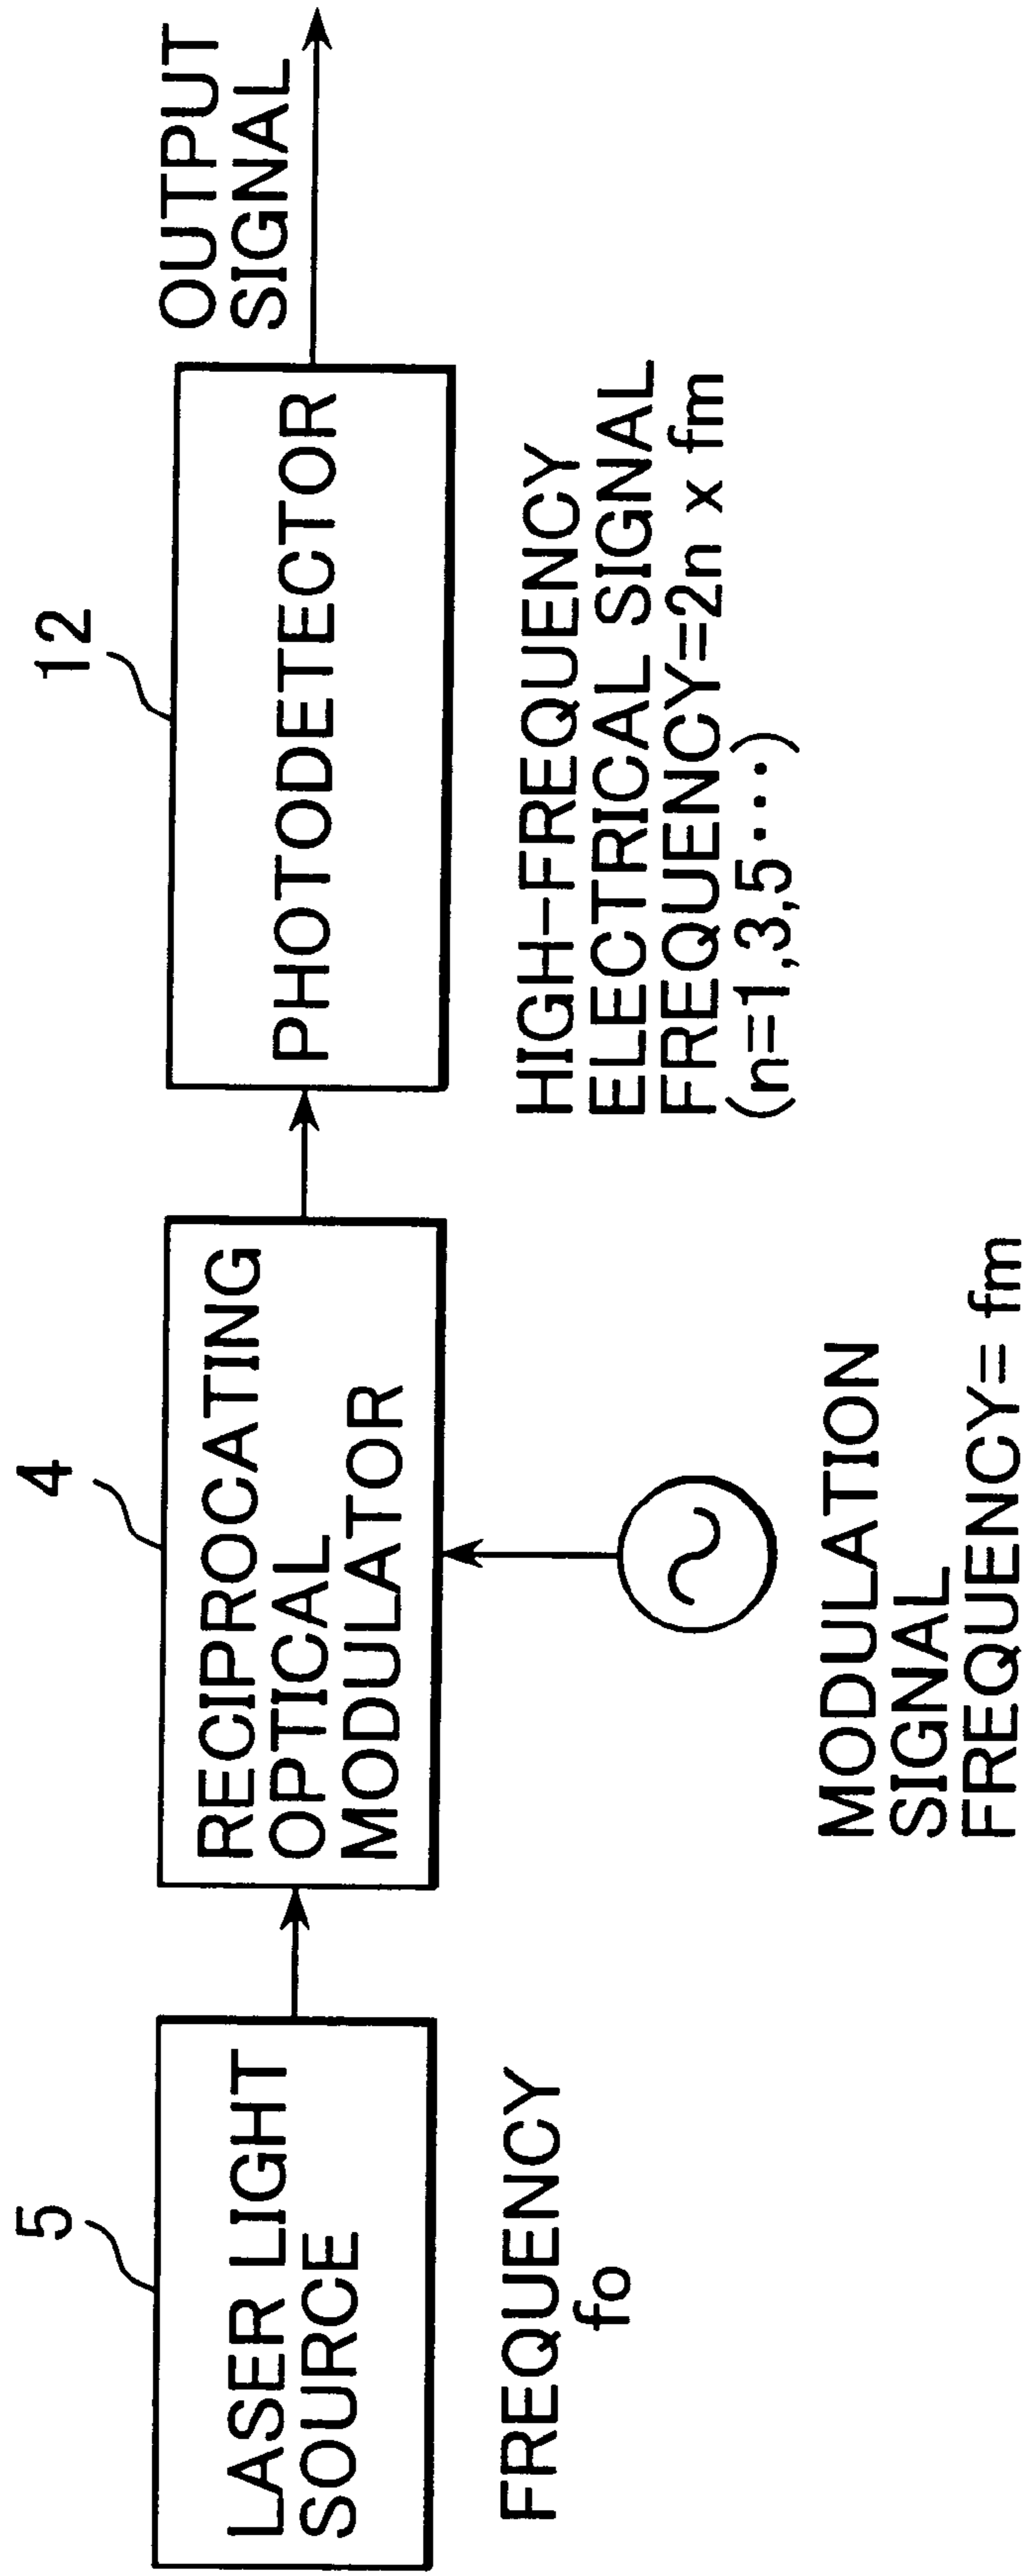 5
LASER LIGHT
SOURCE
FREQUENCY
fo
4
RECIPROCATING
OPTICAL
MODULATOR
MODULATION
SIGNAL
FREQUENCY= fm
12
PHOTODETECTOR
HIGH-FREQUENCY
ELECTRICAL SIGNAL
FREQUENCY=2n x fm
(n=1,3,5····)
OUTPUT
SIGNAL